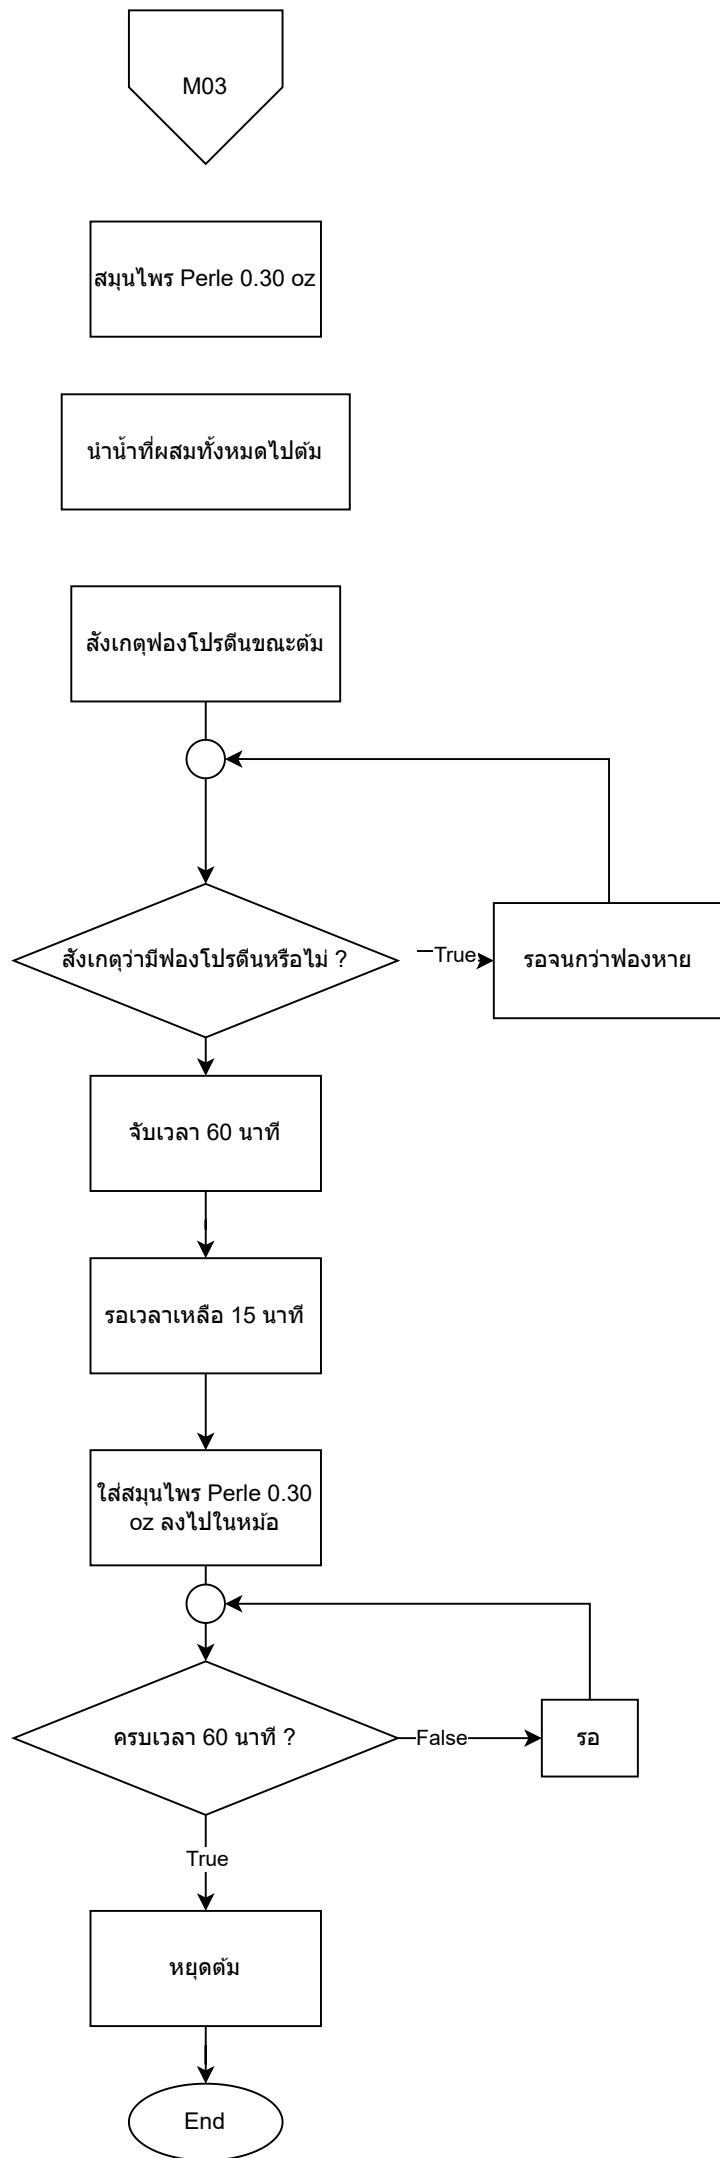 M03
สมุนไพร Perle 0.30 oz
นำน้ำที่ผสมทั้งหมดไปต้ม
สังเกตุฟองโปรตีนขณะต้ม
สังเกตุว่ามีฟองโปรตีนหรือไม่ ?
True
รอจนกว่าฟองหาย
จับเวลา 60 นาที
รอเวลาเหลือ 15 นาที
ใส่สมุนไพร Perle 0.30
oz ลงไปในหม้อ
ครบเวลา 60 นาที ?
False
รอ
True
หยุดต้ม
End